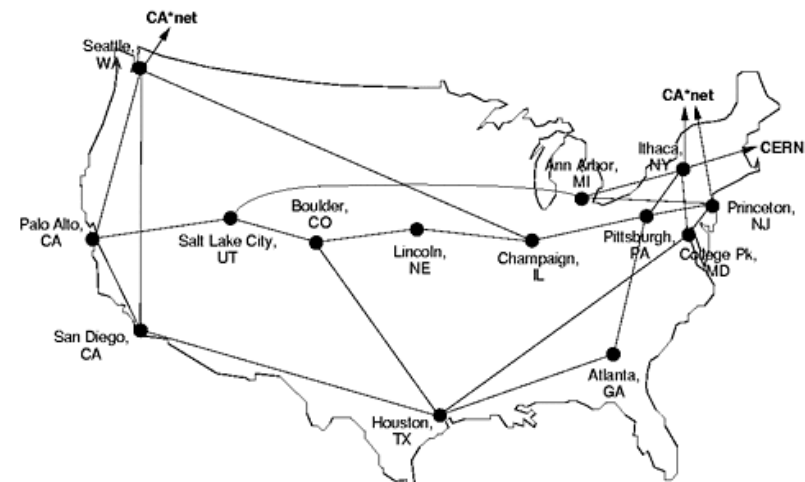 CA*net
Seattle,
WA
CA*net
Ithaca,
NY
CERN
Ann Arbor,
MI
Boulder,
CO
Palo Alto,
CA
Salt Lake City,
UT
Lincoln,
NE
Champaign,
IL
Pittsburgh,
PA
Princeton,
NJ
College Pk,
MD
San Diego,
CA
Atlanta,
GA
Houston,
TX